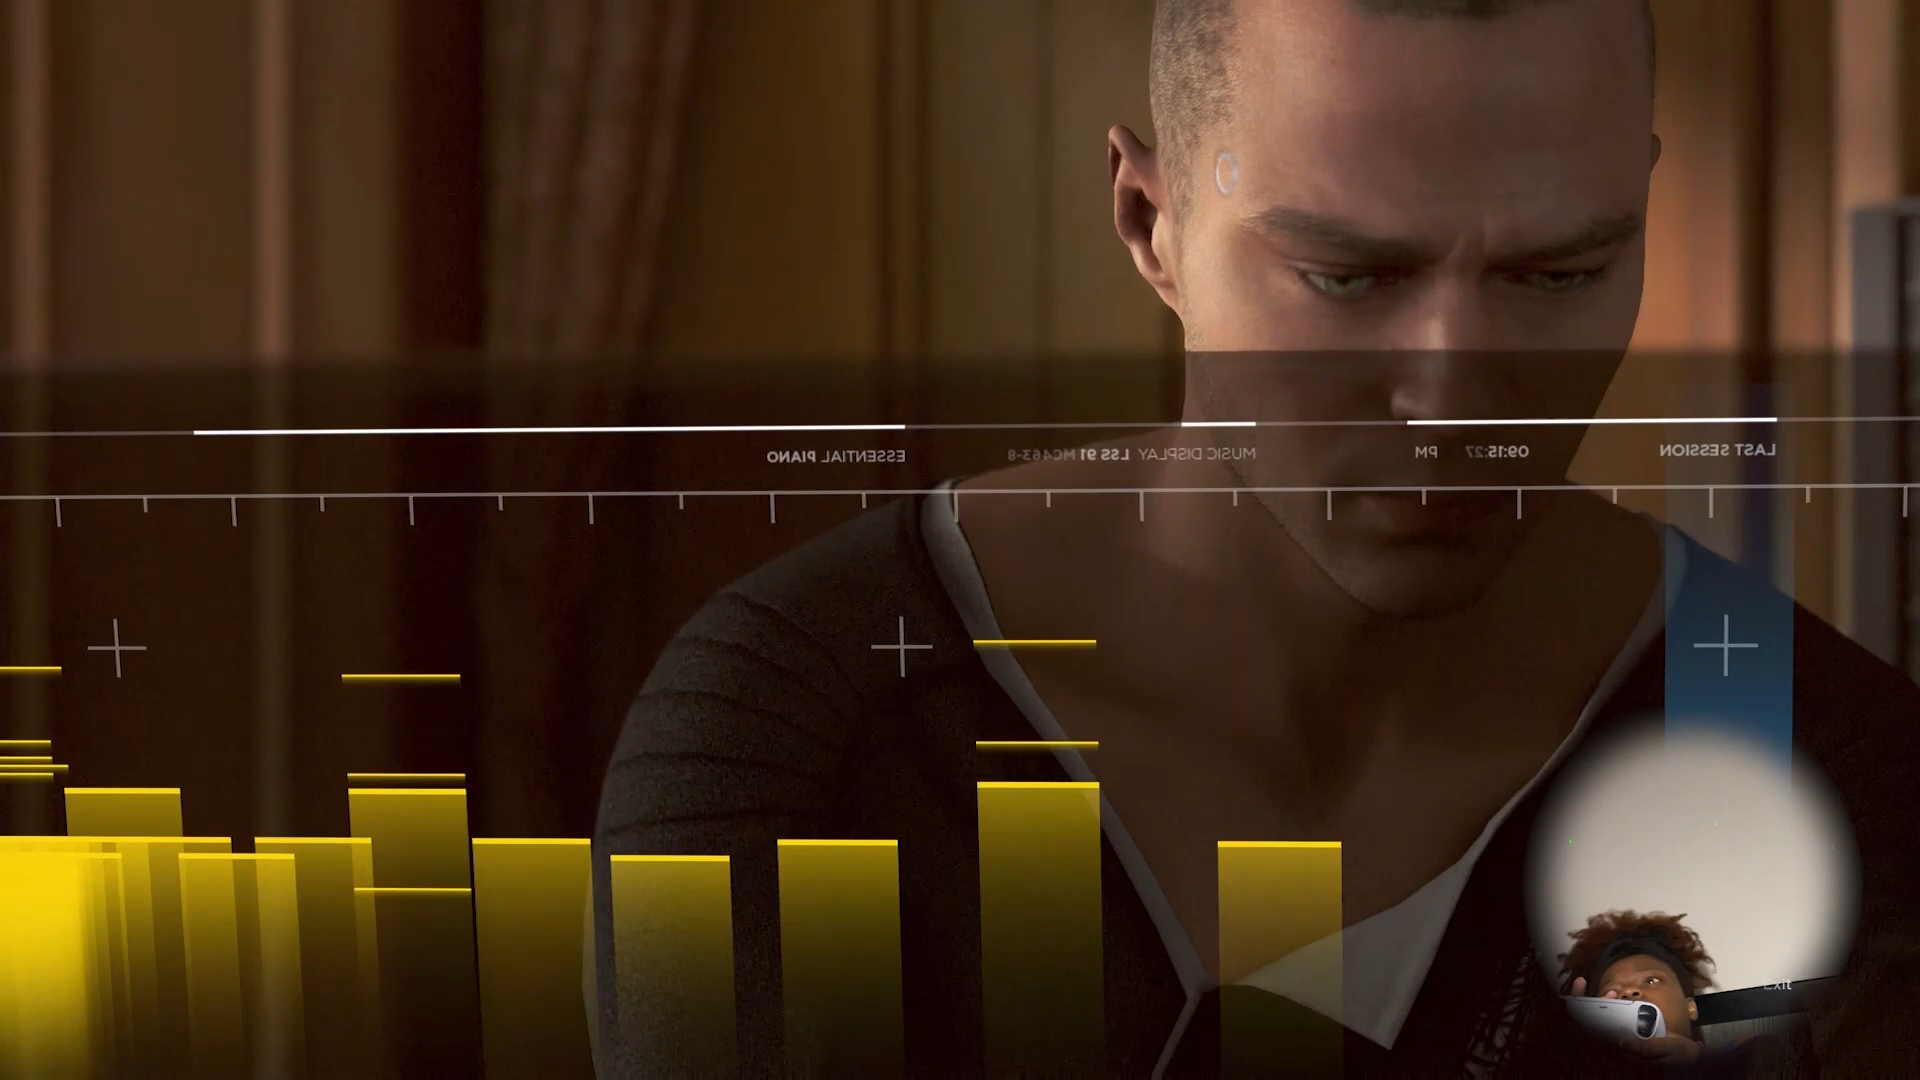 ESSENTIAL PIANO
MUSIC DISPLAY LSS 91 MC463-8
09:15:27 PM
LAST SESSION
Exit